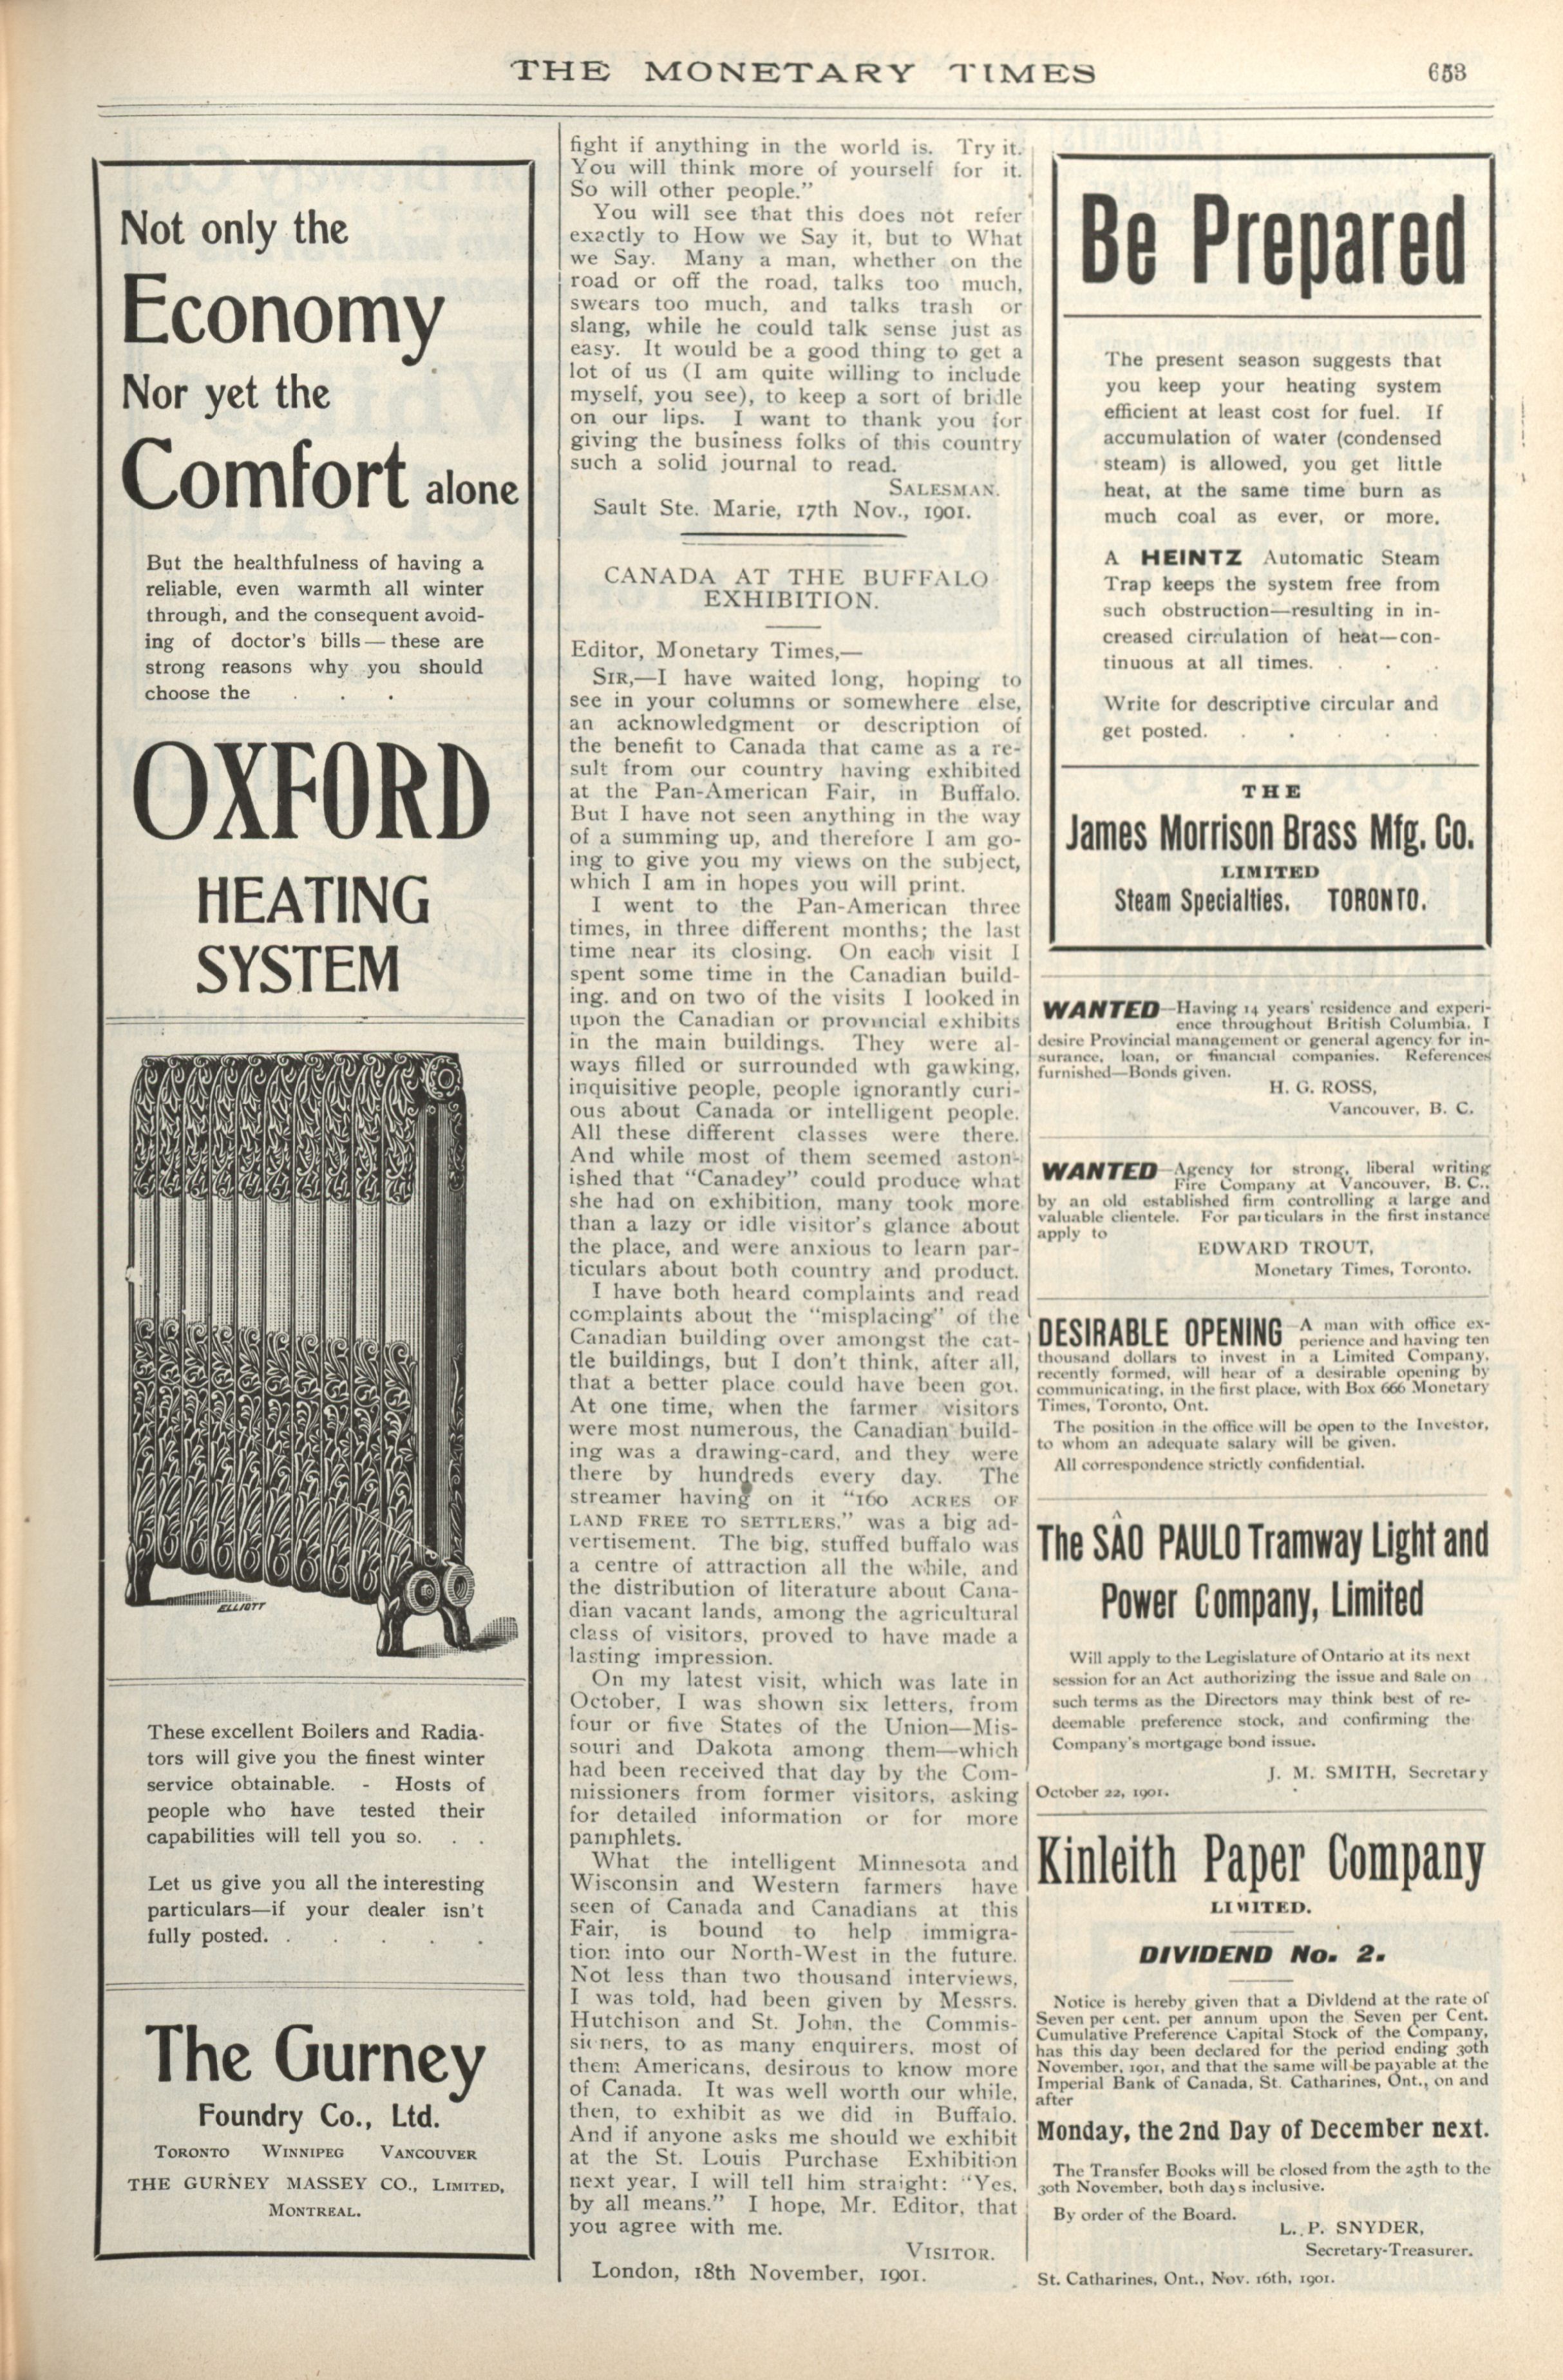 THE MONETARY TIMES
653
Not only the
Economy
Nor yet the
Comfort alone
But the healthfulness of having a
reliable, even warmth all winter
through, and the consequent avoid-
ing of doctor's bills—these are
strong reasons why you should
choose the . . .
OXFORD
HEATING
SYSTEM
ELLIOTT
These excellent Boilers and Radia-
tors will give you the finest winter
service obtainable. - Hosts of
people who have tested their
capabilities will tell you so. . .
Let us give you all the interesting
particulars—if your dealer isn't
fully posted. . . . . .
The Gurney
Foundry Co., Ltd.
TORONTO WINNIPEG VANCOUVER
THE GURNEY MASSEY CO., LIMITED,
MONTREAL.
fight if anything in the world is. Try it.
You will think more of yourself for it.
So will other people."
You will see that this does not refer
exactly to How we Say it, but to What
we Say. Many a man, whether on the
road or off the road, talks too much,
swears too much, and talks trash or
slang, while he could talk sense just as
easy. It would be a good thing to get a
lot of us (I am quite willing to include
myself, you see), to keep a sort of bridle
on our lips. I want to thank you for
giving the business folks of this country
such a solid journal to read.
SALESMAN.
Sault Ste. Marie, 17th Nov., 1901.
CANADA AT THE BUFFALO
EXHIBITION.
Editor, Monetary Times,—
SIR,—I have waited long, hoping to
see in your columns or somewhere else,
an acknowledgment or description of
the benefit to Canada that came as a re-
sult from our country having exhibited
at the Pan-American Fair, in Buffalo.
But I have not seen anything in the way
of a summing up, and therefore I am go-
ing to give you my views on the subject,
which I am in hopes you will print.
I went to the Pan-American three
times, in three different months; the last
time near its closing. On each visit I
spent some time in the Canadian build-
ing. and on two of the visits I looked in
upon the Canadian or provincial exhibits
in the main buildings. They were al-
ways filled or surrounded wth gawking,
inquisitive people, people ignorantly curi-
ous about Canada or intelligent people.
All these different classes were there.
And while most of them seemed aston-
ished that "Canadey" could produce what
she had on exhibition, many took more
than a lazy or idle visitor's glance about
the place, and were anxious to learn par-
ticulars about both country and product.
I have both heard complaints and read
complaints about the "misplacing" of the
Canadian building over amongst the cat-
tle buildings, but I don't think, after all,
that a better place could have been got.
At one time, when the farmer visitors
were most numerous, the Canadian build-
ing was a drawing-card, and they were
there by hundreds every day. The
streamer having on it "160 ACRES OF
LAND FREE TO SETTLERS." was a big ad-
vertisement. The big, stuffed buffalo was
a centre of attraction all the while, and
the distribution of literature about Cana-
dian vacant lands, among the agricultural
class of visitors, proved to have made a
lasting impression.
On my latest visit, which was late in
October, I was shown six letters, from
four or five States of the Union—Mis-
souri and Dakota among them—which
had been received that day by the Com-
missioners from former visitors, asking
for detailed information or for more
pamphlets.
What the intelligent Minnesota and
Wisconsin and Western farmers have
seen of Canada and Canadians at this
Fair, is bound to help immigra-
tion into our North-West in the future.
Not less than two thousand interviews,
I was told, had been given by Messrs.
Hutchison and St. John, the Commis-
sioners, to as many enquirers, most of
them Americans, desirous to know more
of Canada. It was well worth our while,
then, to exhibit as we did in Buffalo.
And if anyone asks me should we exhibit
at the St. Louis Purchase Exhibition
next year, I will tell him straight: "Yes,
by all means." I hope, Mr. Editor, that
you agree with me.
VISITOR.
London, 18th November, 1901.
Be Prepared
The present season suggests that
you keep your heating system
efficient at least cost for fuel. If
accumulation of water (condensed
steam) is allowed, you get little
heat, at the same time burn as
much coal as ever, or more.
A HEINTZ Automatic Steam
Trap keeps the system free from
such obstruction—resulting in in-
creased circulation of heat—con-
tinuous at all times. . . .
Write for descriptive circular and
get posted. . . . . .
THE
James Morrison Brass Mfg. Co.
LIMITED
Steam Specialties. TORONTO.
WANTED—Having 14 years' residence and experi-
ence throughout British Columbia, I
desire Provincial management or general agency for in-
surance, loan, or financial companies. References
furnished—Bonds given.
H. G. ROSS,
Vancouver, B. C.
WANTED—Agency for strong, liberal writing
Fire Company at Vancouver, B. C.,
by an old established firm controlling a large and
valuable clientele. For particulars in the first instance
apply to
EDWARD TROUT,
Monetary Times, Toronto.
DESIRABLE OPENING—A man with office ex-
perience and having ten
thousand dollars to invest in a Limited Company,
recently formed, will hear of a desirable opening by
communicating, in the first place, with Box 666 Monetary
Times, Toronto, Ont.
The position in the office will be open to the Investor,
to whom an adequate salary will be given.
All correspondence strictly confidential.
The SÂO PAULO Tramway Light and
Power Company, Limited
Will apply to the Legislature of Ontario at its next
session for an Act authorizing the issue and sale on
such terms as the Directors may think best of re-
deemable preference stock, and confirming the
Company's mortgage bond issue.
J. M. SMITH, Secretary
October 22, 1901.
Kinleith Paper Company
LIMITED.
DIVIDEND No. 2.
Notice is hereby given that a Dividend at the rate of
Seven per cent. per annum upon the Seven per Cent.
Cumulative Preference Capital Stock of the Company,
has this day been declared for the period ending 30th
November, 1901, and that the same will be payable at the
Imperial Bank of Canada, St. Catharines, Ont., on and
after
Monday, the 2nd Day of December next.
The Transfer Books will be closed from the 25th to the
30th November, both days inclusive.
By order of the Board.
L. P. SNYDER,
Secretary-Treasurer.
St. Catharines, Ont., Nov. 16th, 1901.